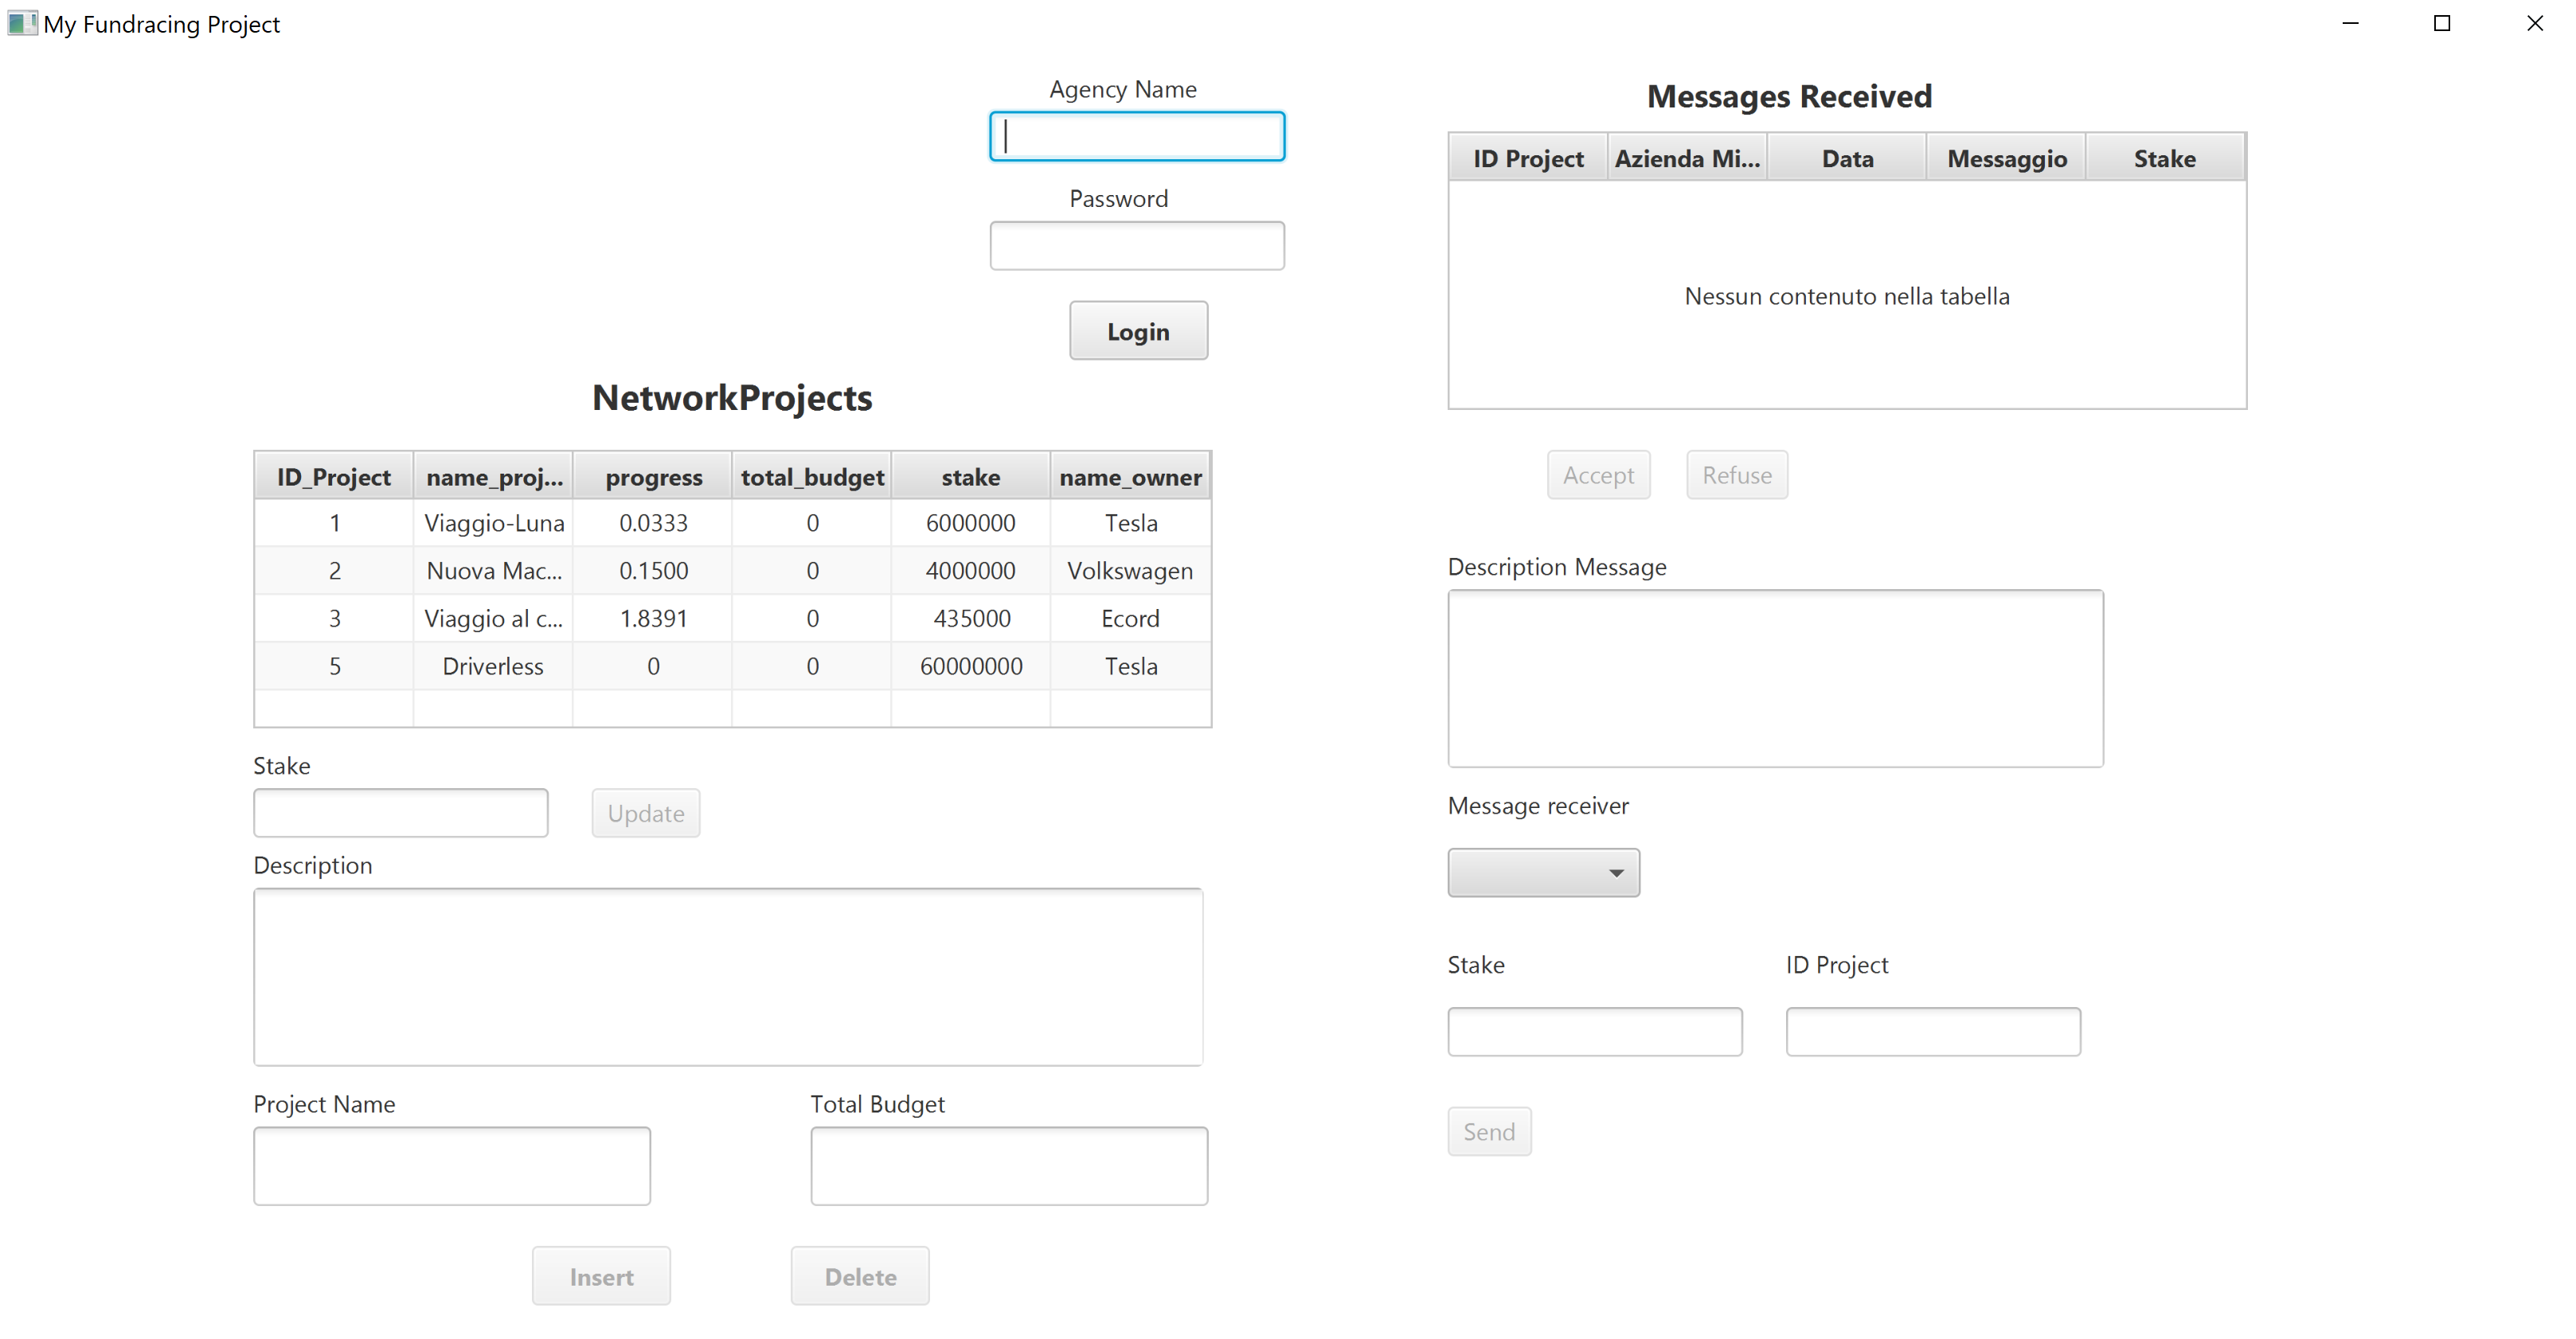 My Fundracing Project
Agency Name
Password
Login
NetworkProjects
ID_Project name_proj... progress total_budget stake name_owner
1 Viaggio-Luna 0.0333 0 6000000 Tesla
2 Nuova Mac... 0.1500 0 4000000 Volkswagen
3 Viaggio al c... 1.8391 0 435000 Ecord
5 Driverless 0 0 60000000 Tesla
Stake
Update
Description
Project Name Total Budget
Insert Delete
Messages Received
ID Project Azienda Mi... Data Messaggio Stake
Nessun contenuto nella tabella
Accept Refuse
Description Message
Message receiver
Stake ID Project
Send